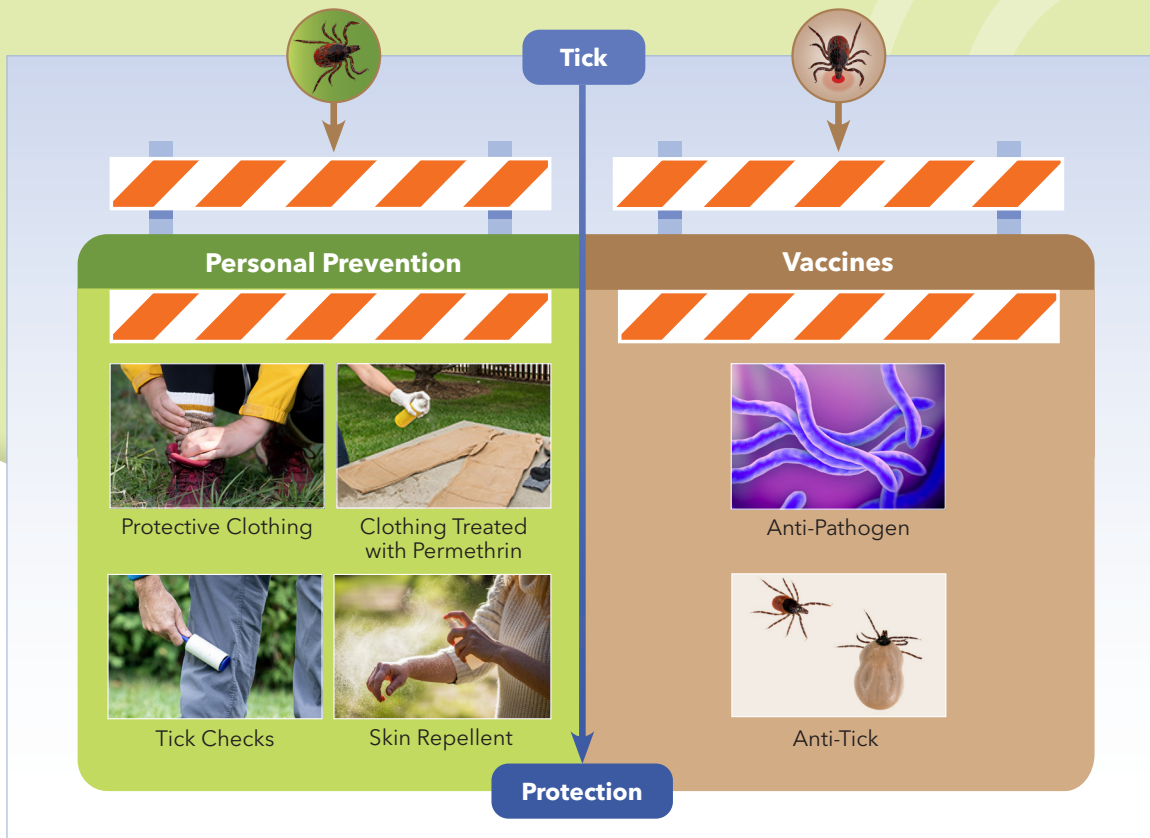 Tick
Personal Prevention
Vaccines
Protective Clothing
Clothing Treated
with Permethrin
Anti-Pathogen
Tick Checks
Skin Repellent
Anti-Tick
Protection